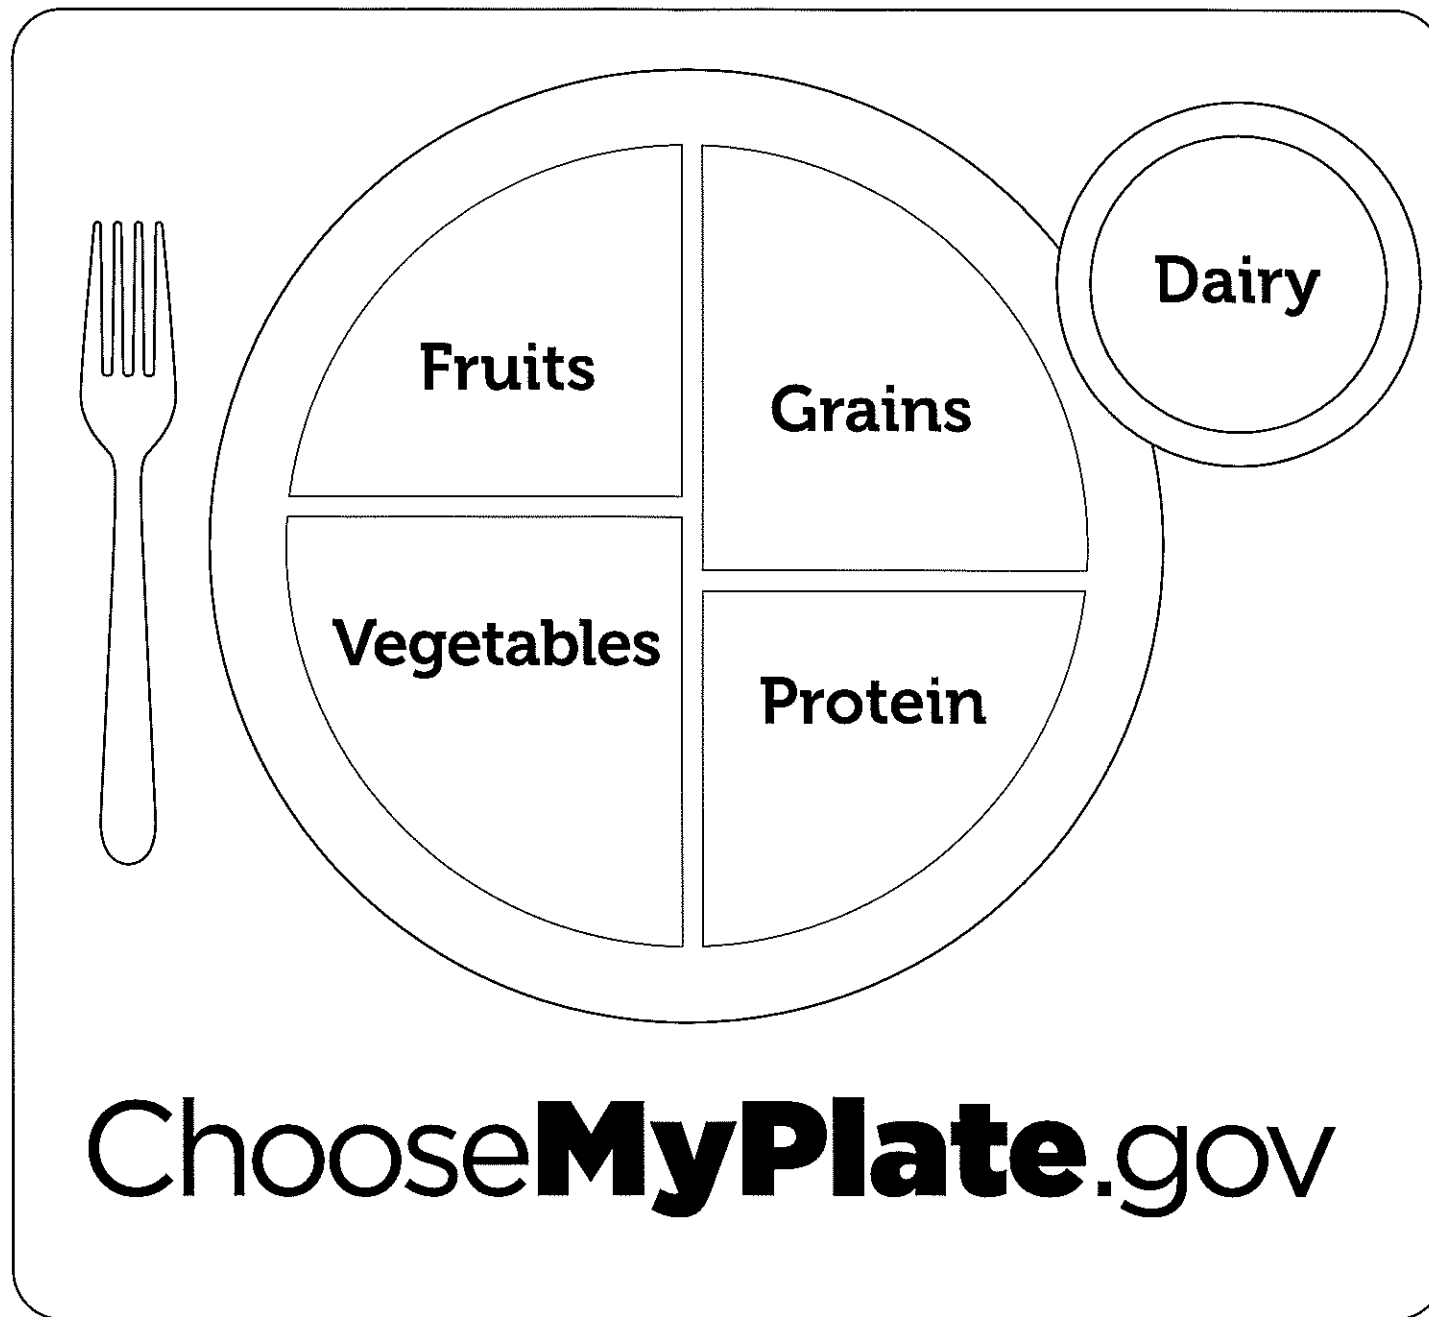 Fruits
Grains
Dairy
Vegetables
Protein
ChooseMyPlate.gov